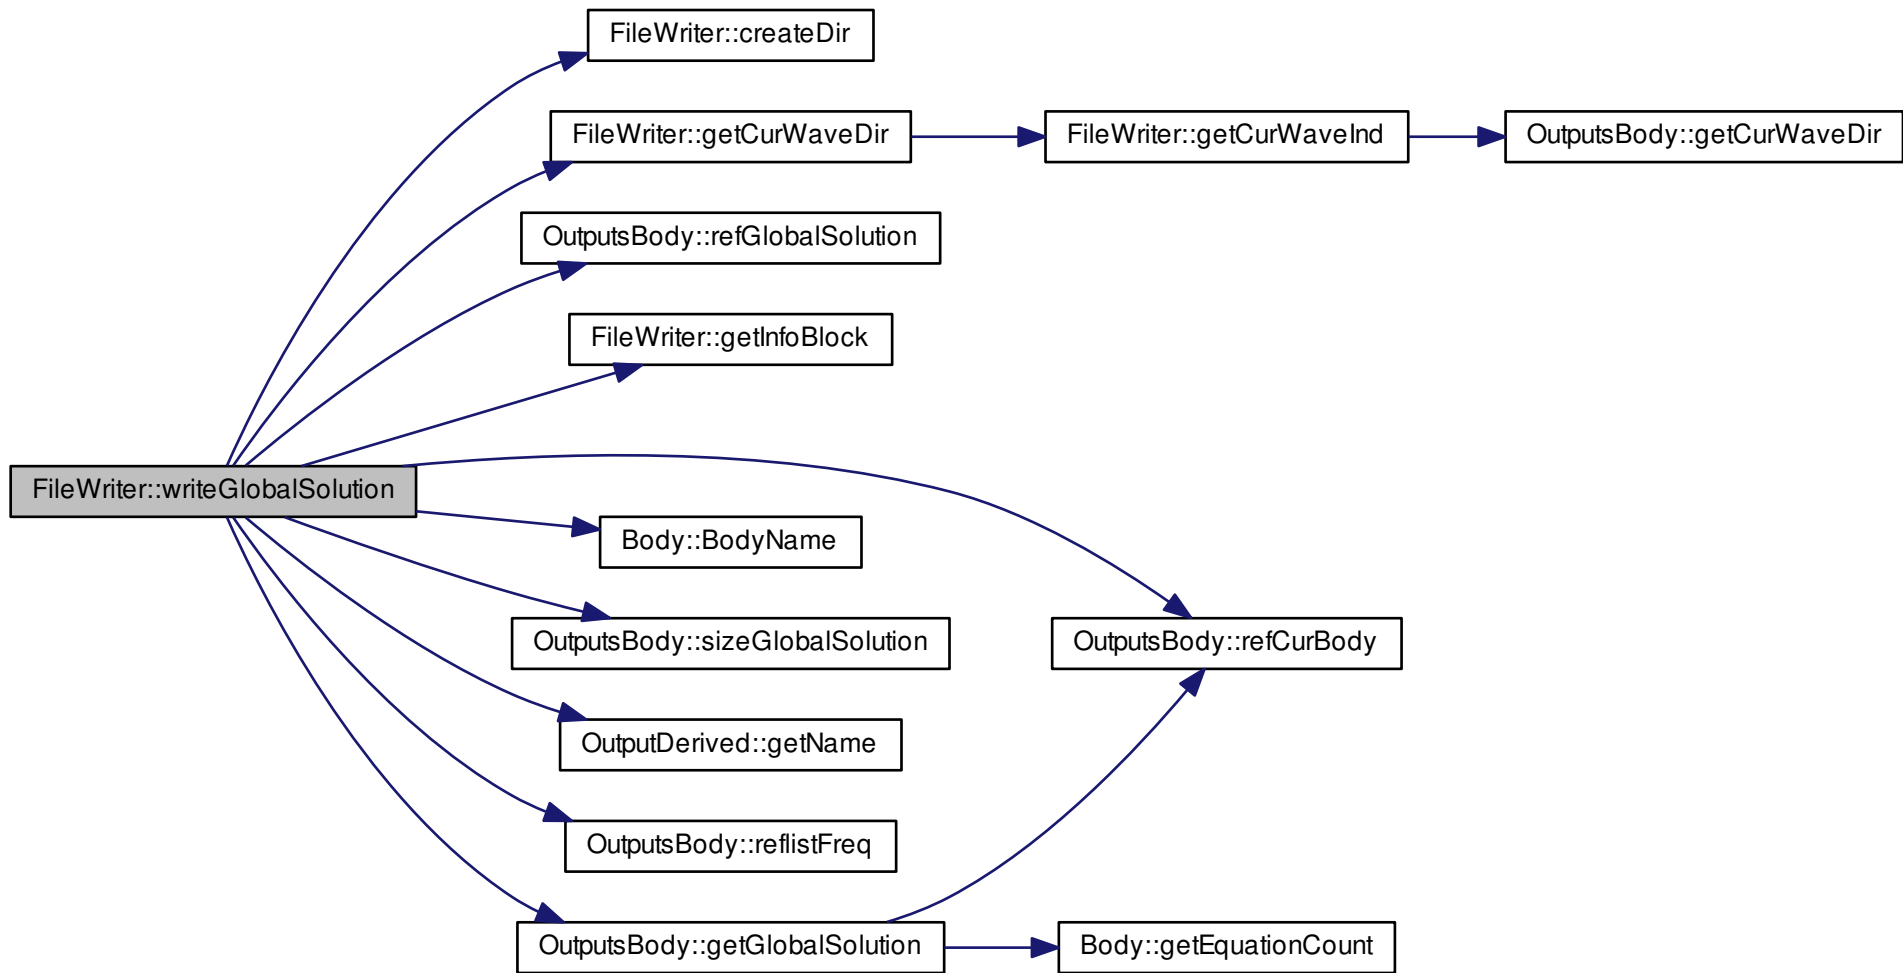 FileWriter::createDir
FileWriter::getCurWaveDir
FileWriter::getCurWaveInd
OutputsBody::getCurWaveDir
OutputsBody::refGlobalSolution
FileWriter::getInfoBlock
FileWriter::writeGlobalSolution
Body::BodyName
OutputsBody::sizeGlobalSolution
OutputsBody::refCurBody
OutputDerived::getName
OutputsBody::reflistFreq
OutputsBody::getGlobalSolution
Body::getEquationCount